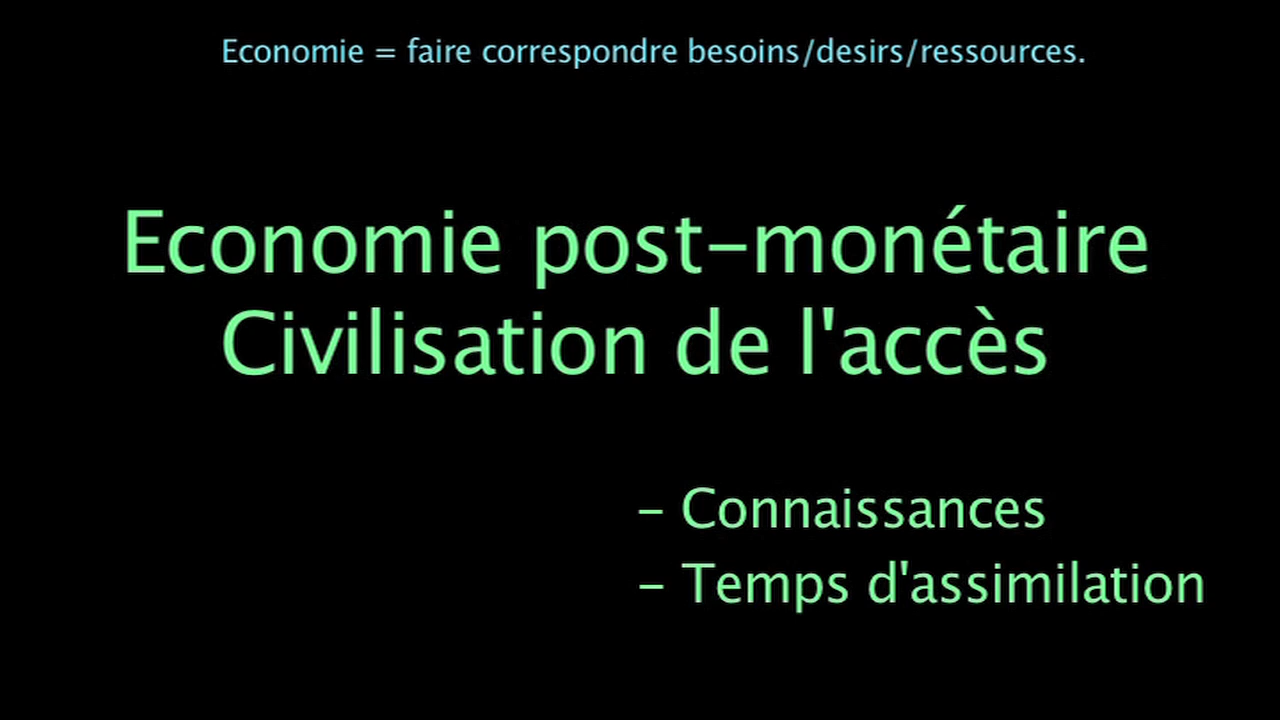 Economie = faire correspondre besoins/desirs/ressources.
Economie post-monétaire
Civilisation de l'accès
- Connaissances
- Temps d'assimilation